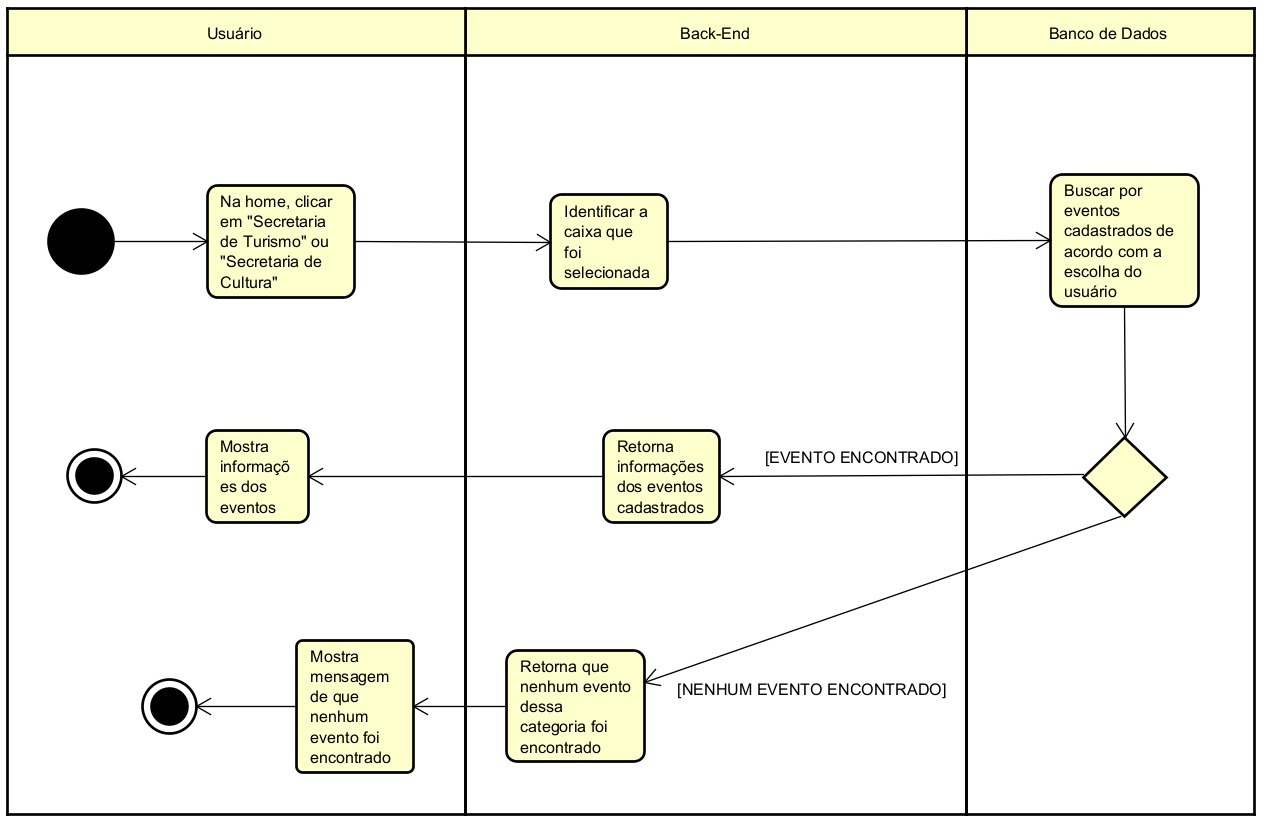 Usuário
Back-End
Banco de Dados
Na home, clicar
em "Secretaria
de Turismo" ou
"Secretaria de
Cultura"
Identificar a
caixa que
foi
selecionada
Buscar por
eventos
cadastrados de
acordo com a
escolha do
usuário
Mostra
informaçõ
es dos
eventos
Retorna
informações
dos eventos
cadastrados
[EVENTO ENCONTRADO]
Mostra
mensagem
de que
nenhum
evento foi
encontrado
Retorna que
nenhum evento
dessa
categoria foi
encontrado
[NENHUM EVENTO ENCONTRADO]